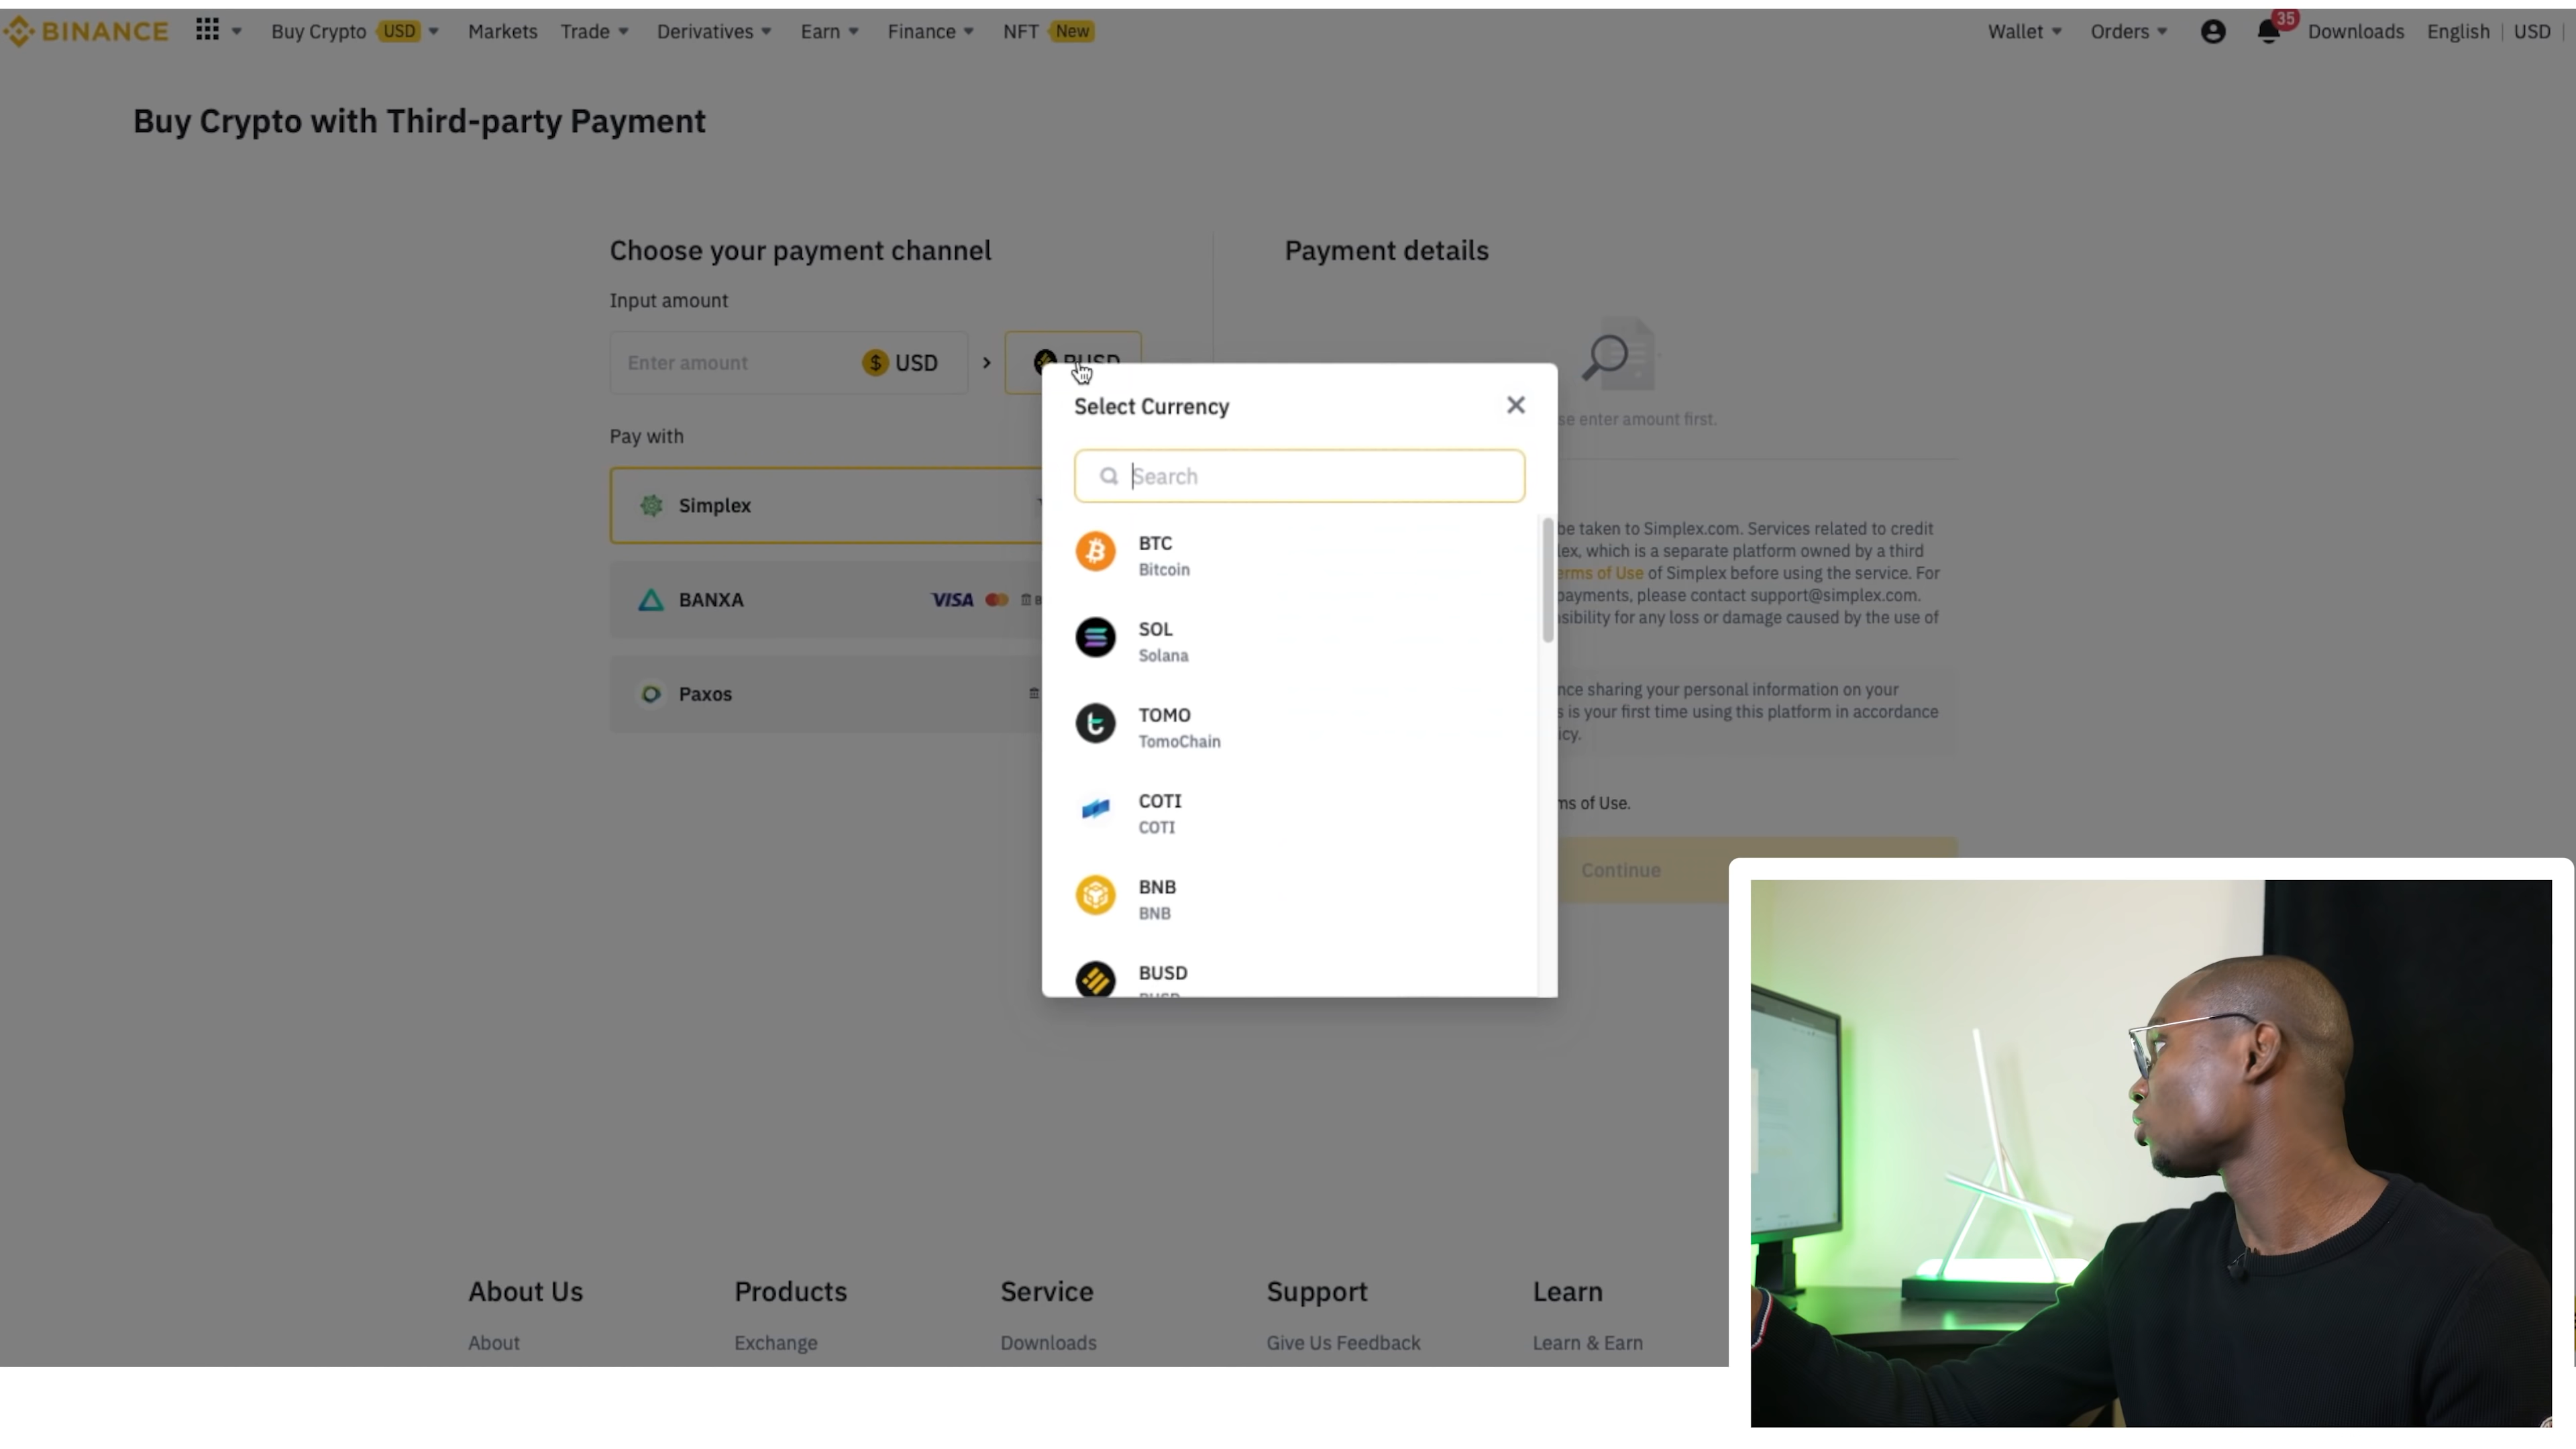 BINANCE
Buy Crypto USD
Markets
Trade
Derivatives
Earn
Finance
NFT New
Wallet
Orders
35
Downloads
English
USD
Buy Crypto with Third-party Payment
Choose your payment channel
Input amount
Enter amount
USD
BUSD
Pay with
Simplex
BANXA
VISA
Paxos
Payment details
se enter amount first.
be taken to Simplex.com. Services related to credit
lex, which is a separate platform owned by a third
erms of Use of Simplex before using the service. For
payments, please contact support@simplex.com.
sibility for any loss or damage caused by the use of
nce sharing your personal information on your
s is your first time using this platform in accordance
icy.
ms of Use.
Continue
Select Currency
Search
BTC
Bitcoin
SOL
Solana
TOMO
TomoChain
COTI
COTI
BNB
BNB
BUSD
About Us
Products
Service
Support
Learn
About
Exchange
Downloads
Give Us Feedback
Learn & Earn